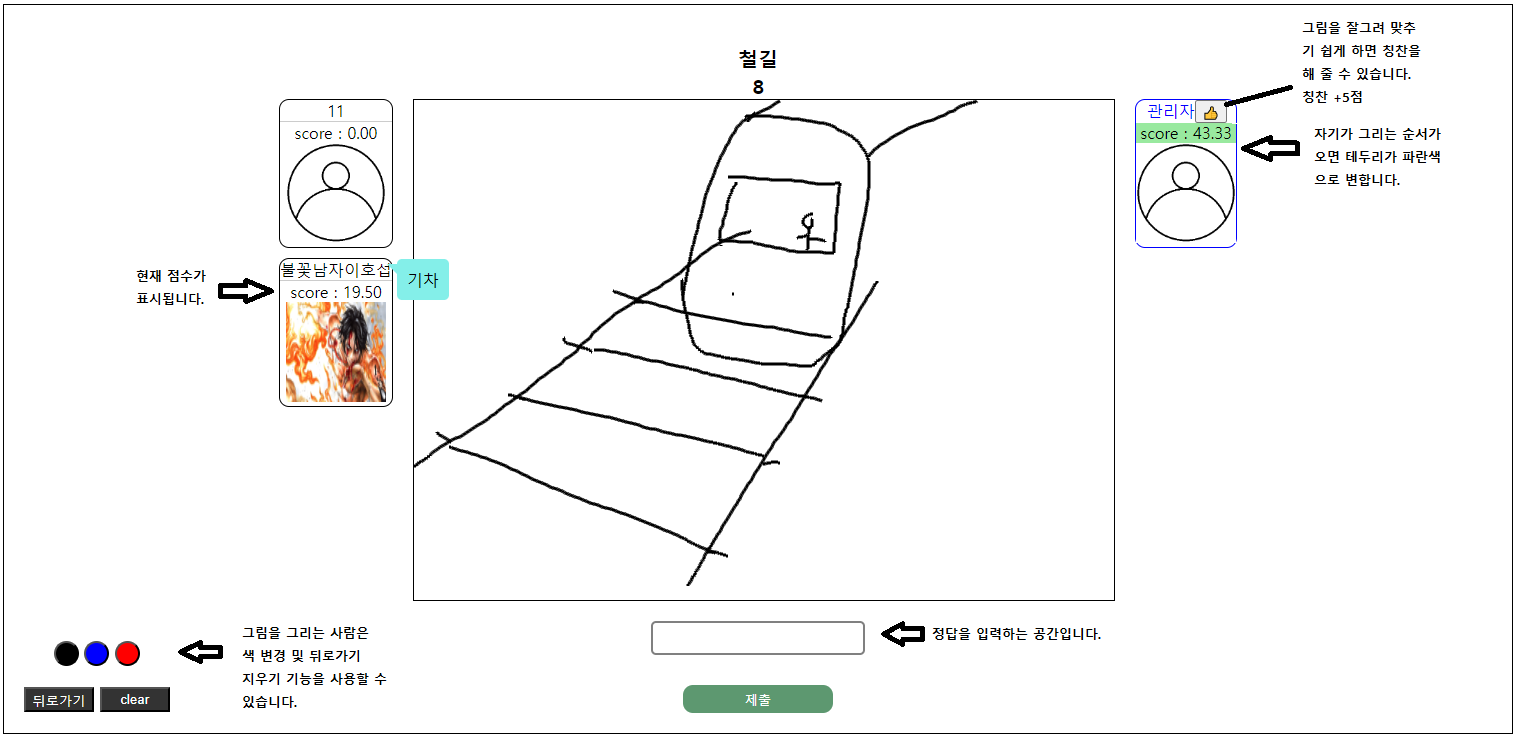 철길
8
11
score : 0.00
불꽃남자이호섭
score : 19.50
기차
현재 점수가
표시됩니다.
관리자
score : 43.33
그림을 잘그려 맞추
기 쉽게 하면 칭찬을
해 줄 수 있습니다.
칭찬 +5점
자기가 그리는 순서가
오면 테두리가 파란색
으로 변합니다.
그림을 그리는 사람은
색 변경 및 뒤로가기
지우기 기능을 사용할 수
있습니다.
뒤로가기
clear
정답을 입력하는 공간입니다.
제출